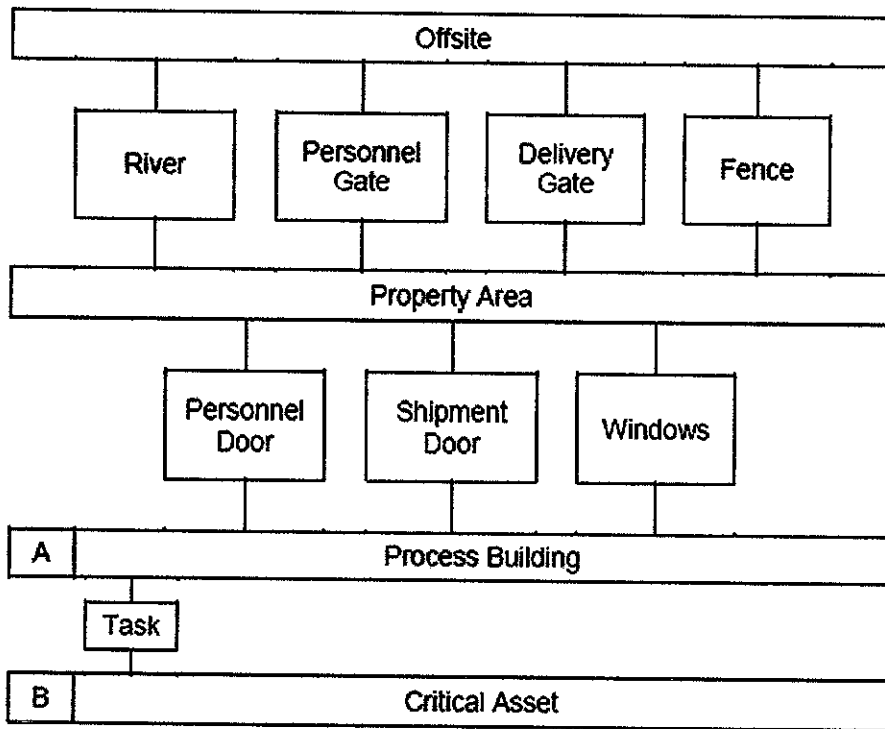 Offsite
River
Personnel
Gate
Delivery
Gate
Fence
Property Area
Personnel
Door
Shipment
Door
Windows
A
Process Building
Task
B
Critical Asset